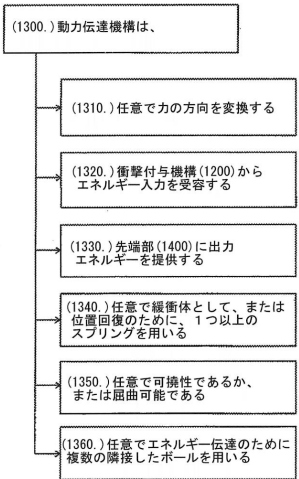 (1300.)動力伝達機構は、
(1310.)任意で力の方向を変換する
(1320.)衝撃付与機構(1200)から
エネルギー入力を受容する
(1330.)先端部(1400)に出力
エネルギーを提供する
(1340.)任意で緩衝体として、または
位置回復のために、1つ以上の
スプリングを用いる
(1350.)任意で可撓性であるか、
または屈曲可能である
(1360.)任意でエネルギー伝達のために
複数の隣接したボールを用いる